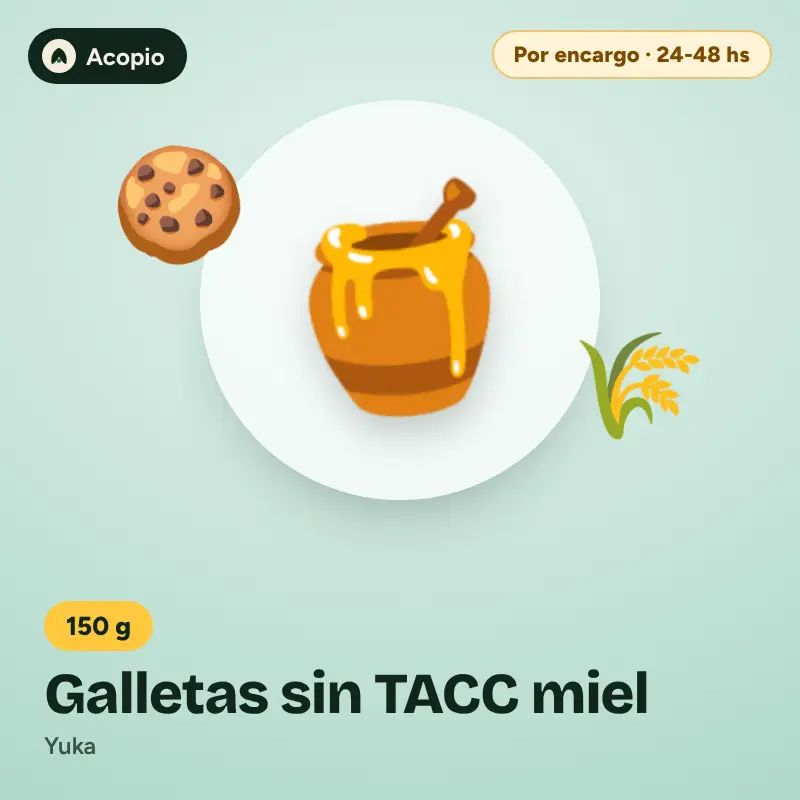 Acopio
Por encargo · 24-48 hs
150 g
Galletas sin TACC miel
Yuka